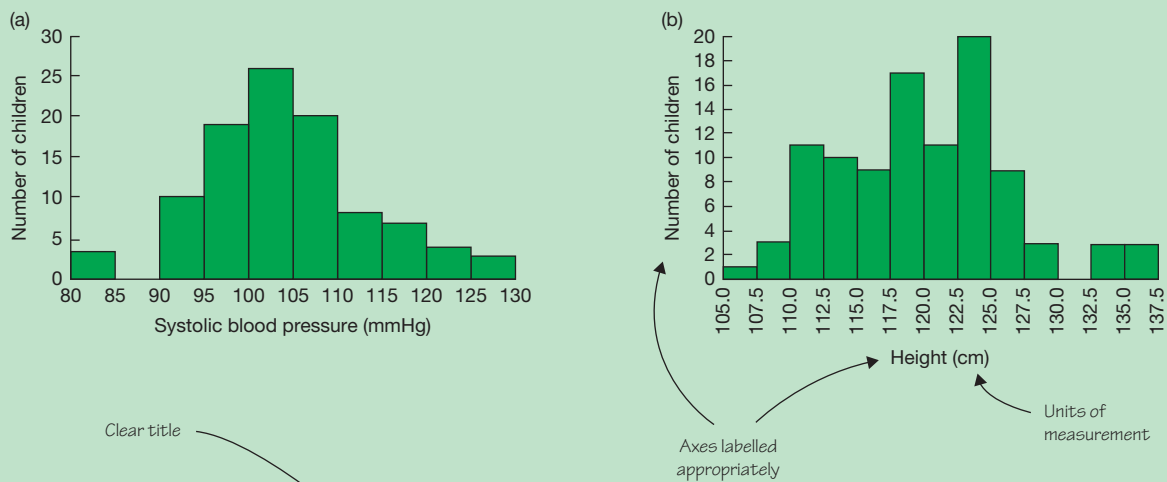 (a)
30
25
20
15
10
5
0
Number of children
80 85 90 95 100 105 110 115 120 125 130
Systolic blood pressure (mmHg)
(b)
20
18
16
14
12
10
8
6
4
2
0
Number of children
105.0 107.5 110.0 112.5 115.0 117.5 120.0 122.5 125.0 127.5 130.0 132.5 135.0 137.5
Height (cm)
Clear title
Axes labelled
appropriately
Units of
measurement